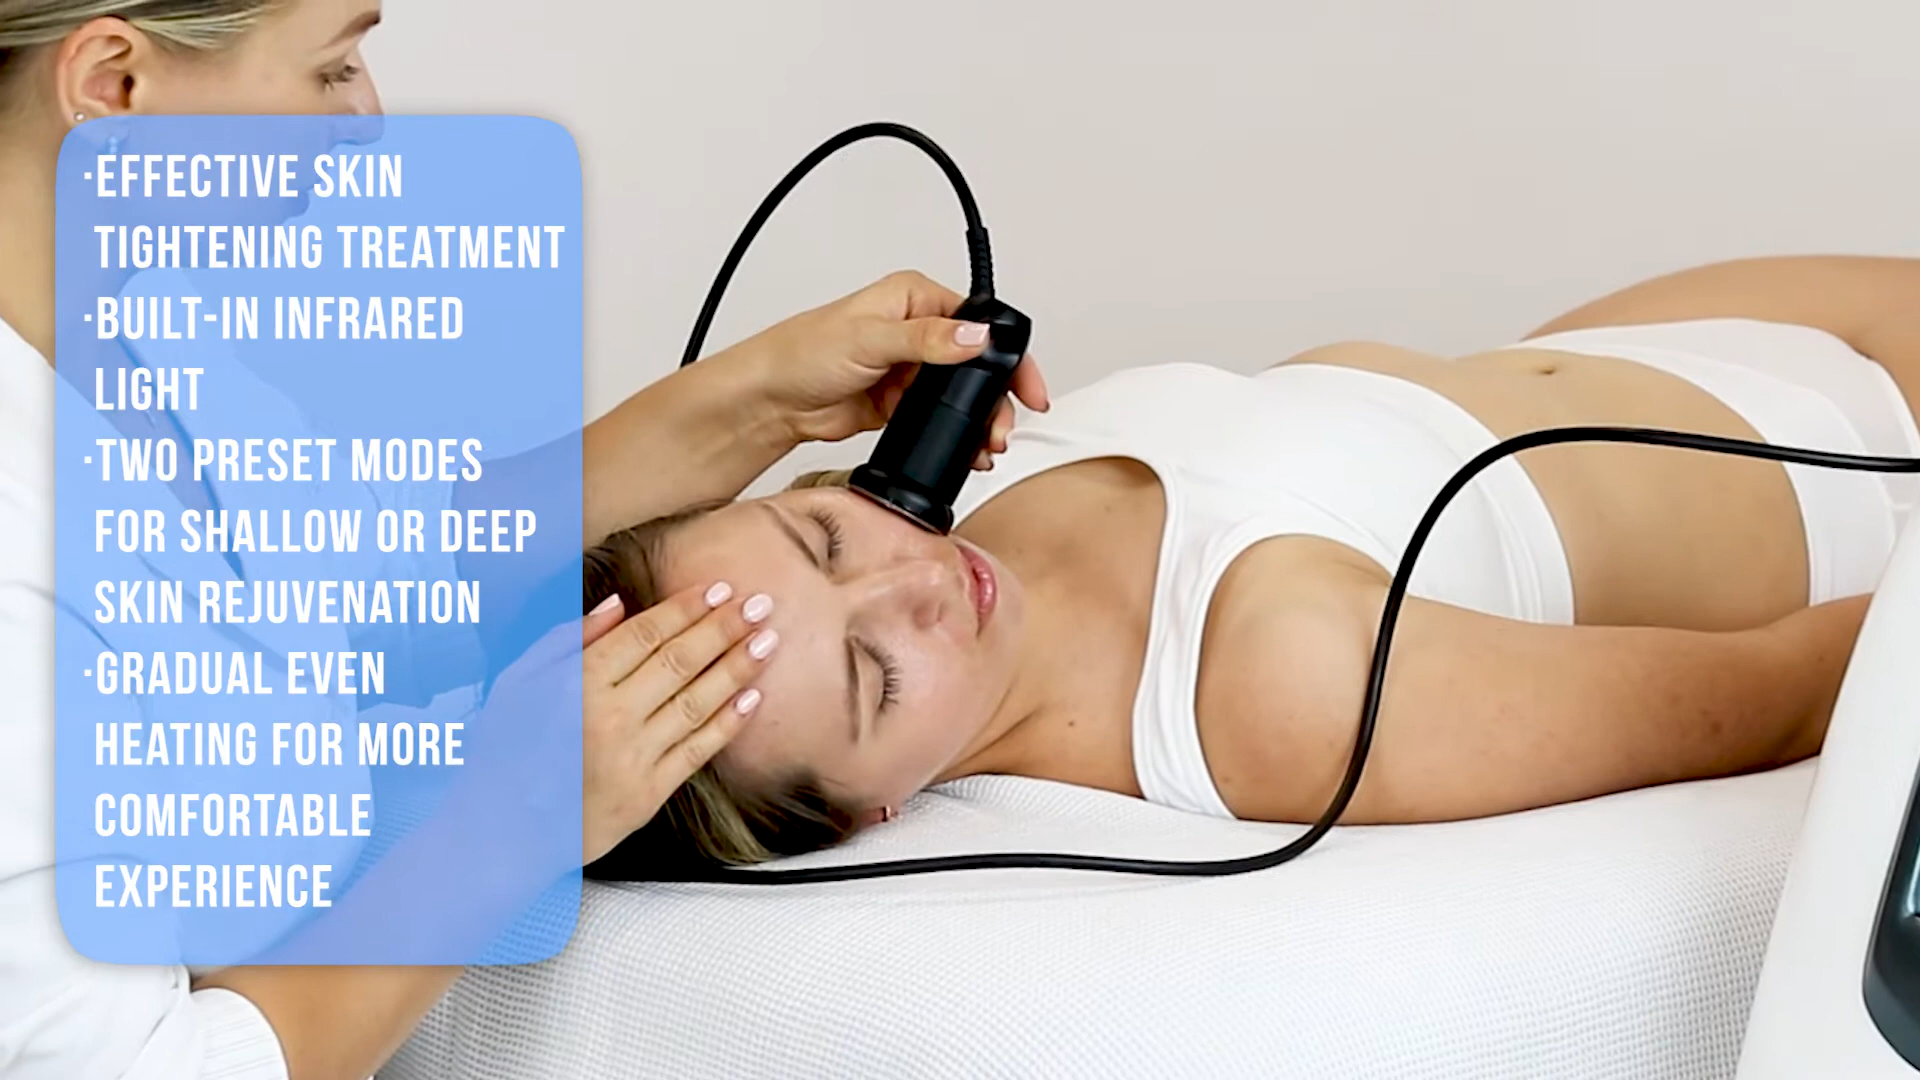 ·EFFECTIVE SKIN
TIGHTENING TREATMENT
·BUILT-IN INFRARED
LIGHT
·TWO PRESET MODES
FOR SHALLOW OR DEEP
SKIN REJUVENATION
·GRADUAL EVEN
HEATING FOR MORE
COMFORTABLE
EXPERIENCE